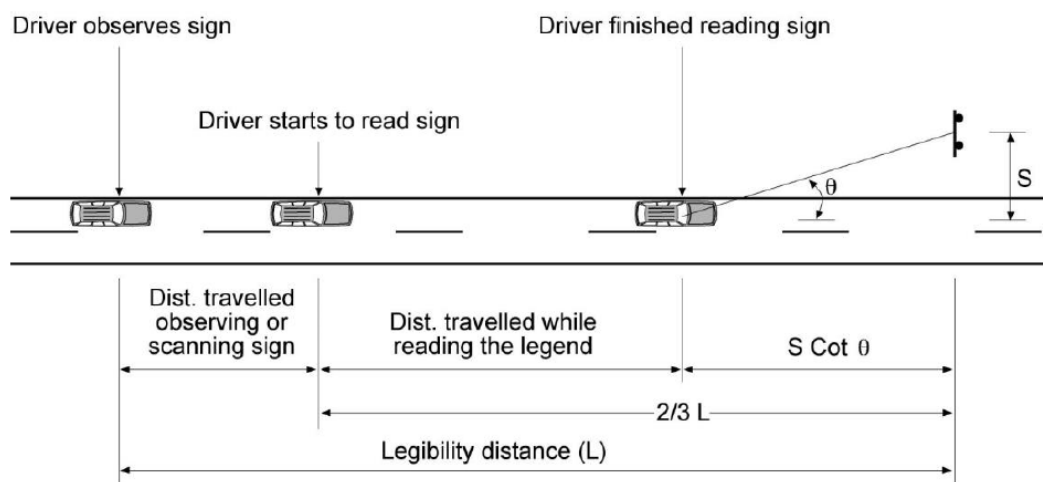 Driver observes sign
Driver finished reading sign
Driver starts to read sign
θ
S
Dist. travelled
observing or
scanning sign
Dist. travelled while
reading the legend
S Cot θ
2/3 L
Legibility distance (L)